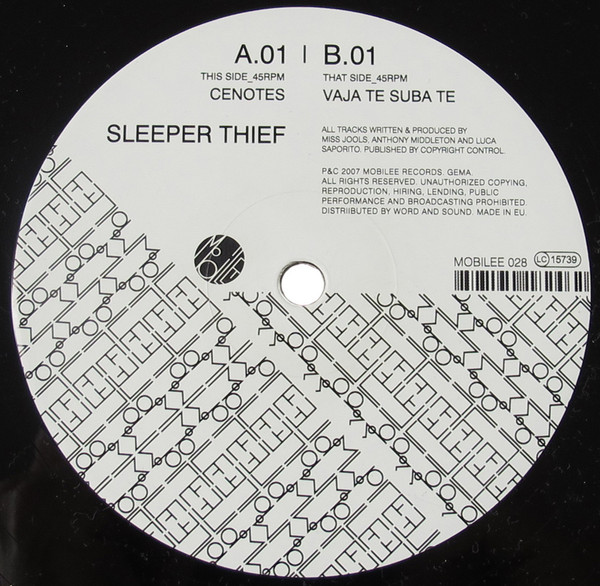 A.01 | B.01
THIS SIDE_45RPM
CENOTES
THAT SIDE_45RPM
VAJA TE SUBA TE
SLEEPER THIEF
ALL TRACKS WRITTEN & PRODUCED BY
MISS JOOLS, ANTHONY MIDDLETON AND LUCA
SAPORITO. PUBLISHED BY COPYRIGHT CONTROL.
P&C 2007 MOBILEE RECORDS. GEMA.
ALL RIGHTS RESERVED. UNAUTHORIZED COPYING,
REPRODUCTION, HIRING, LENDING, PUBLIC
PERFORMANCE AND BROADCASTING PROHIBITED.
DISTRIIBUTED BY WORD AND SOUND. MADE IN EU.
MOBILEE 028 LC 15739